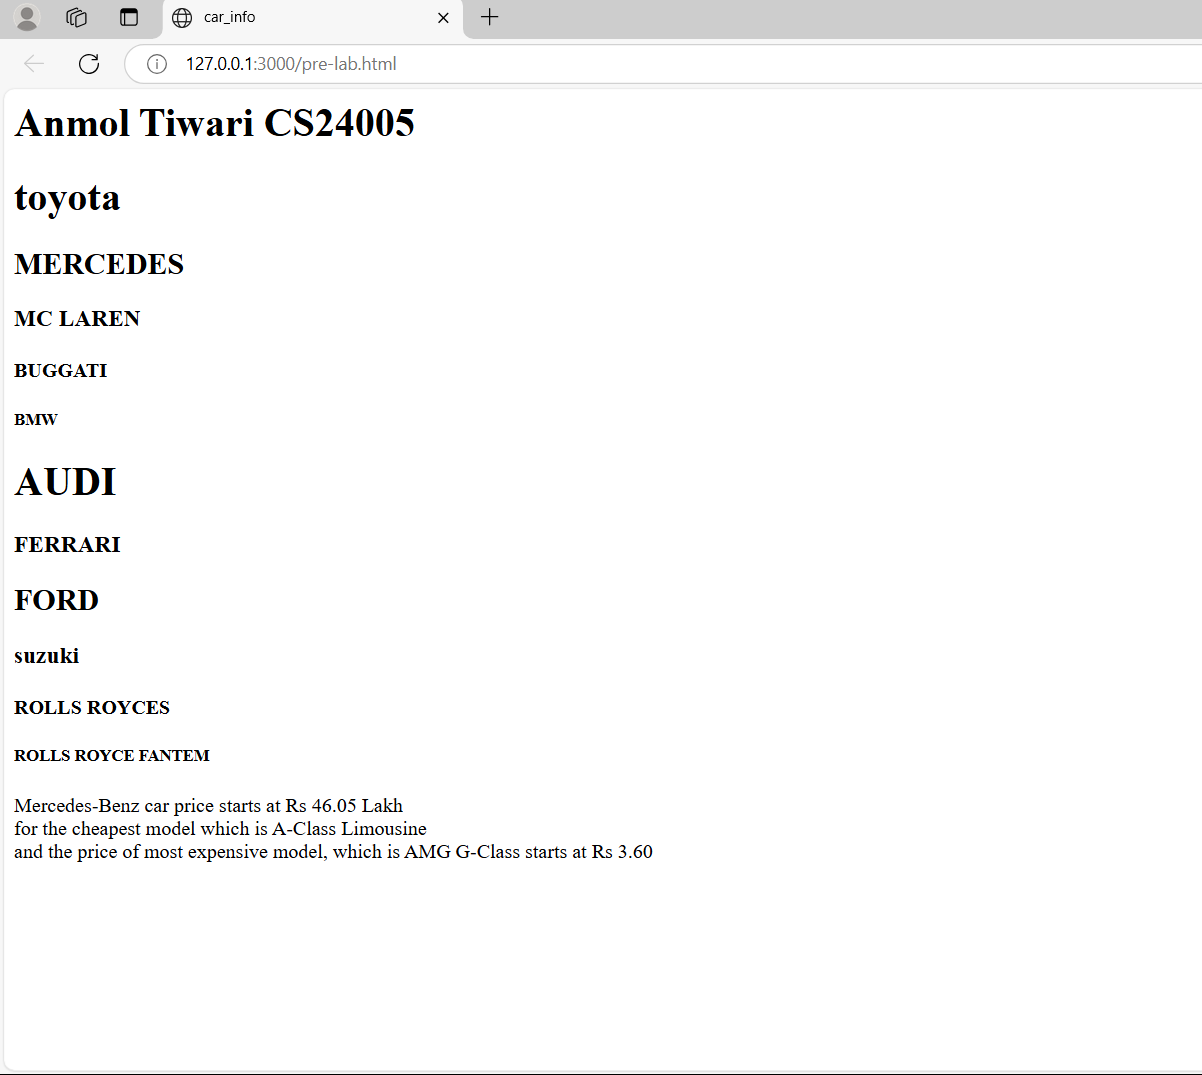 car_info
127.0.0.1:3000/pre-lab.html
Anmol Tiwari CS24005
toyota
MERCEDES
MC LAREN
BUGGATI
BMW
AUDI
FERRARI
FORD
suzuki
ROLLS ROYCES
ROLLS ROYCE FANTEM
Mercedes-Benz car price starts at Rs 46.05 Lakh
for the cheapest model which is A-Class Limousine
and the price of most expensive model, which is AMG G-Class starts at Rs 3.60